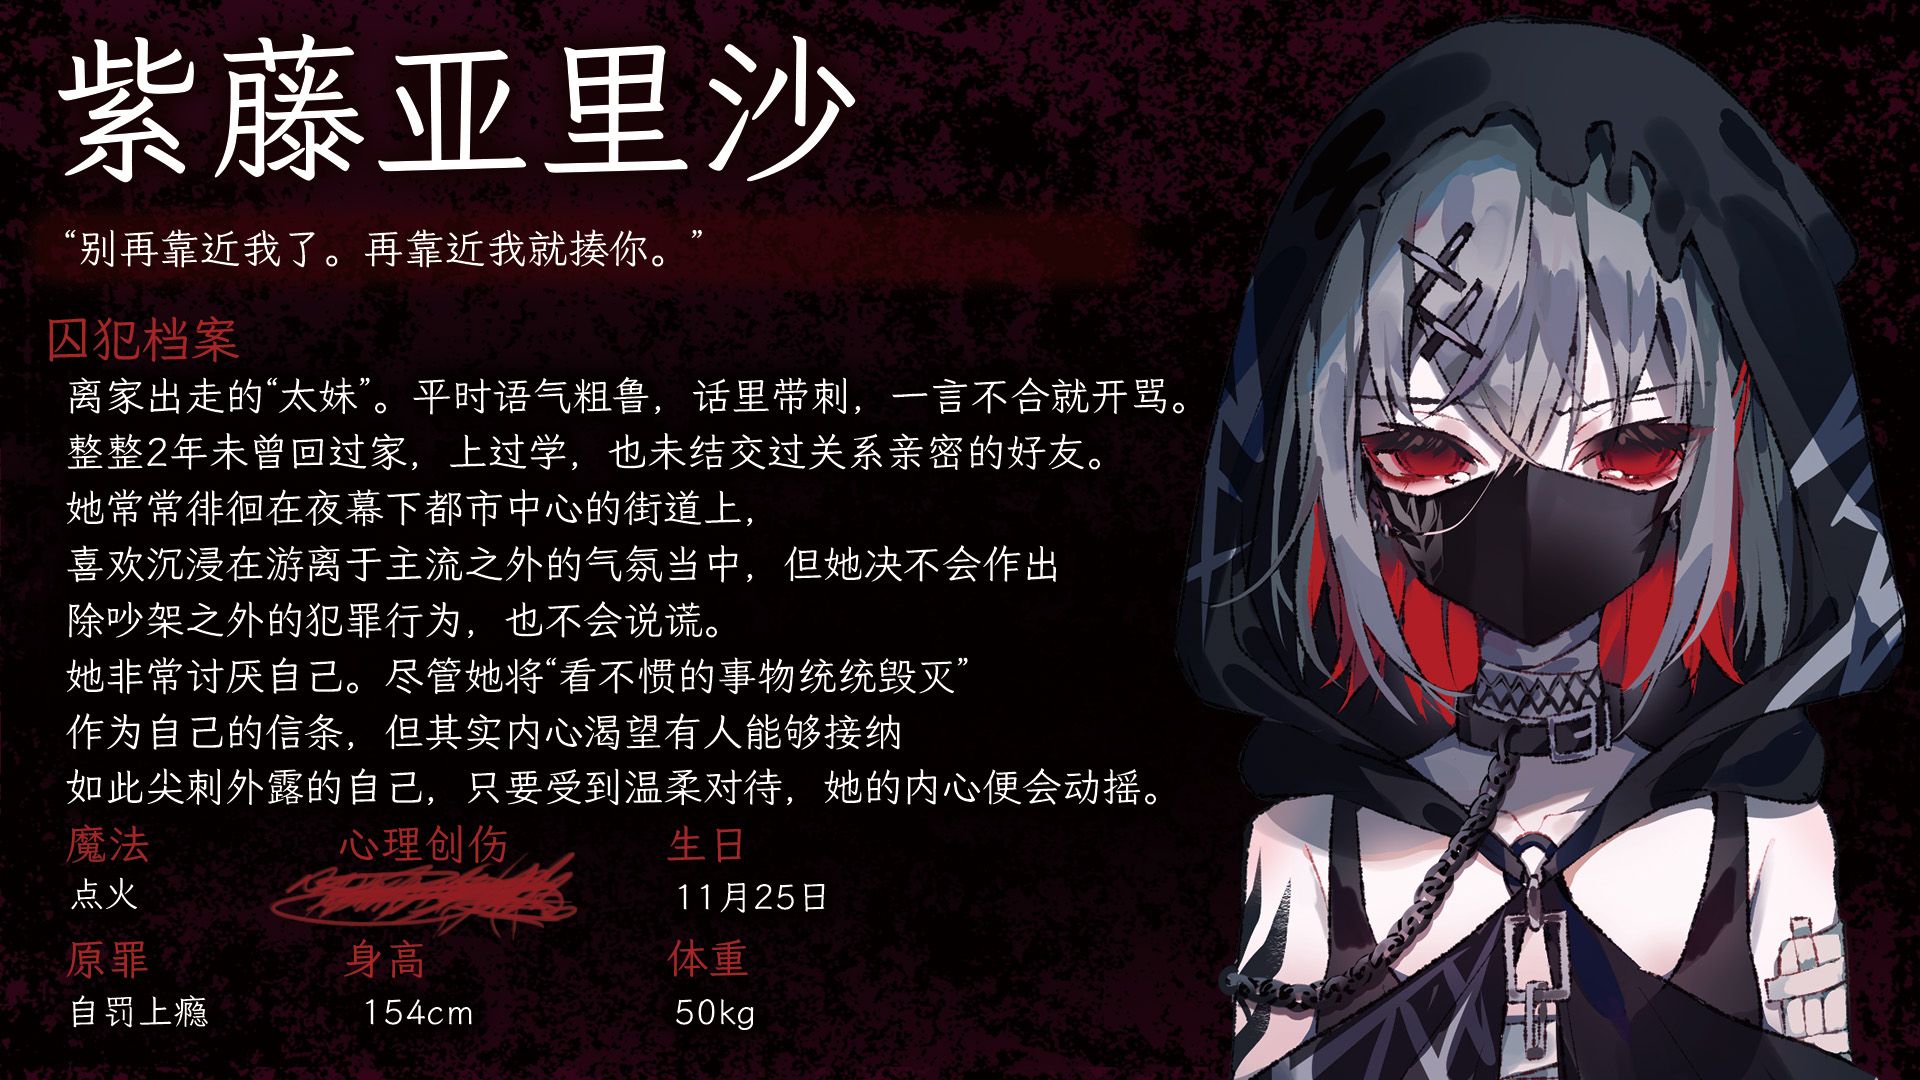 紫藤亚里沙
“别再靠近我了。再靠近我就揍你。”
囚犯档案
离家出走的“太妹”。平时语气粗鲁，话里带刺，一言不合就开骂。
整整2年未曾回过家，上过学，也未结交过关系亲密的好友。
她常常徘徊在夜幕下都市中心的街道上，
喜欢沉浸在游离于主流之外的气氛当中，但她决不会作出
除吵架之外的犯罪行为，也不会说谎。
她非常讨厌自己。尽管她将“看不惯的事物统统毁灭”
作为自己的信条，但其实内心渴望有人能够接纳
如此尖刺外露的自己，只要受到温柔对待，她的内心便会动摇。
魔法 心理创伤 生日
点火 11月25日
原罪 身高 体重
自罚上瘾 154cm 50kg